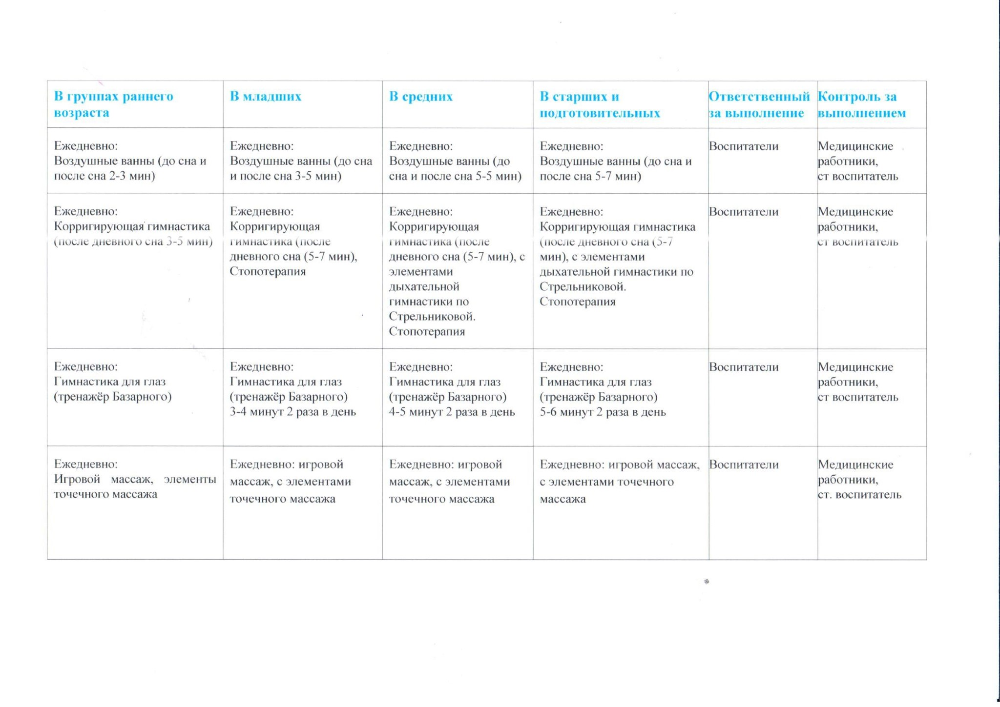 В группах раннего
возраста
В младших
В средних
В старших и
подготовительных
Ответственный
за выполнение
Контроль за
выполнением
Ежедневно:
Воздушные ванны (до сна и
после сна 2-3 мин)
Ежедневно:
Воздушные ванны (до сна
и после сна 3-5 мин)
Ежедневно:
Воздушные ванны (до
сна и после сна 5-5 мин)
Ежедневно:
Воздушные ванны (до сна и
после сна 5-7 мин)
Воспитатели
Медицинские
работники,
ст воспитатель
Ежедневно:
Корригирующая гимнастика
(после дневного сна 3-5 мин)
Ежедневно:
Корригирующая
гимнастика (после
дневного сна (5-7 мин),
Стопотерапия
Ежедневно:
Корригирующая
гимнастика (после
дневного сна (5-7 мин), с
элементами
дыхательной
гимнастики по
Стрельниковой.
Стопотерапия
Ежедневно:
Корригирующая гимнастика
(после дневного сна (5-7
мин), с элементами
дыхательной гимнастики по
Стрельниковой.
Стопотерапия
Воспитатели
Медицинские
работники,
ст воспитатель
Ежедневно:
Гимнастика для глаз
(тренажёр Базарного)
Ежедневно:
Гимнастика для глаз
(тренажёр Базарного)
3-4 минут 2 раза в день
Ежедневно:
Гимнастика для глаз
(тренажёр Базарного)
4-5 минут 2 раза в день
Ежедневно:
Гимнастика для глаз
(тренажёр Базарного)
5-6 минут 2 раза в день
Воспитатели
Медицинские
работники,
ст воспитатель
Ежедневно:
Игровой массаж, элементы
точечного массажа
Ежедневно: игровой
массаж, с элементами
точечного массажа
Ежедневно: игровой
массаж, с элементами
точечного массажа
Ежедневно: игровой массаж,
с элементами точечного
массажа
Воспитатели
Медицинские
работники,
ст. воспитатель